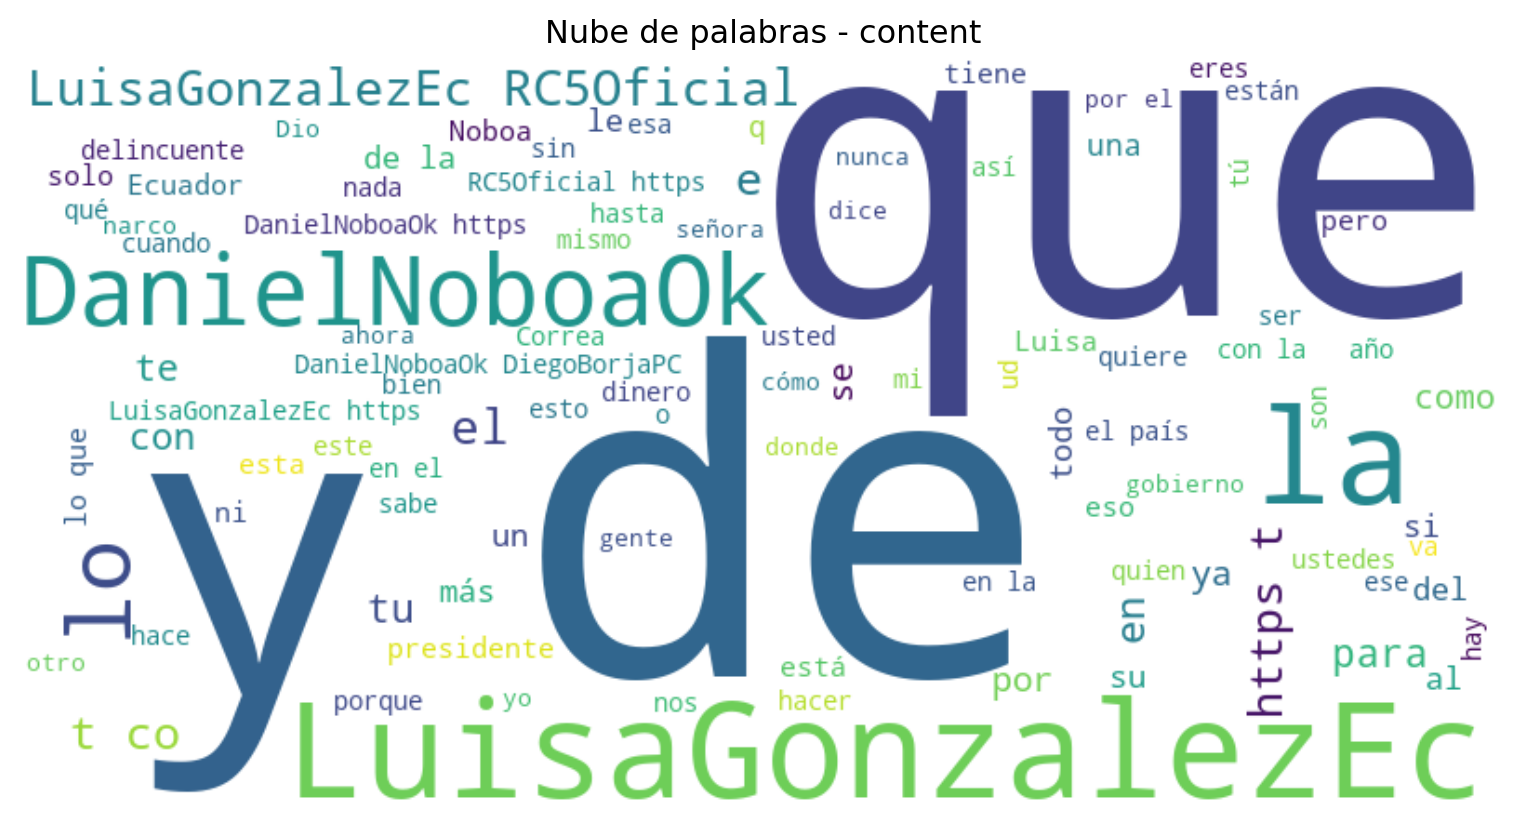 Nube de palabras - content
LuisaGonzalezEc RC5Oficial
tiene
eres
por el
están
Dio
Noboa
le
esa
q
delincuente
de la
sin
nunca
así
una
tú
solo
Ecuador
nada
RC5Oficial https
e
que
qué
narco
DanielNoboaOk https
hasta
dice
pero
cuando
mismo
señora
DanielNoboaOk
ahora
Correa
usted
ser
Luisa
quiere
con la
año
te
DanielNoboaOk DiegoBorjaPC
bien
dinero
cómo
se
mi
ud
LuisaGonzalezEc https
esto
o
son
como
con
el
todo
el país
la
lo que
este
esta
en el
donde
gobierno
sabe
eso
y
de
ni
un
gente
si
va
lo
https t
ustedes
más
en la
quien
ya
ese
del
tu
en
hace
presidente
hay
otro
está
para
por
su
al
porque
yo
nos
hacer
t co
LuisaGonzalezEc